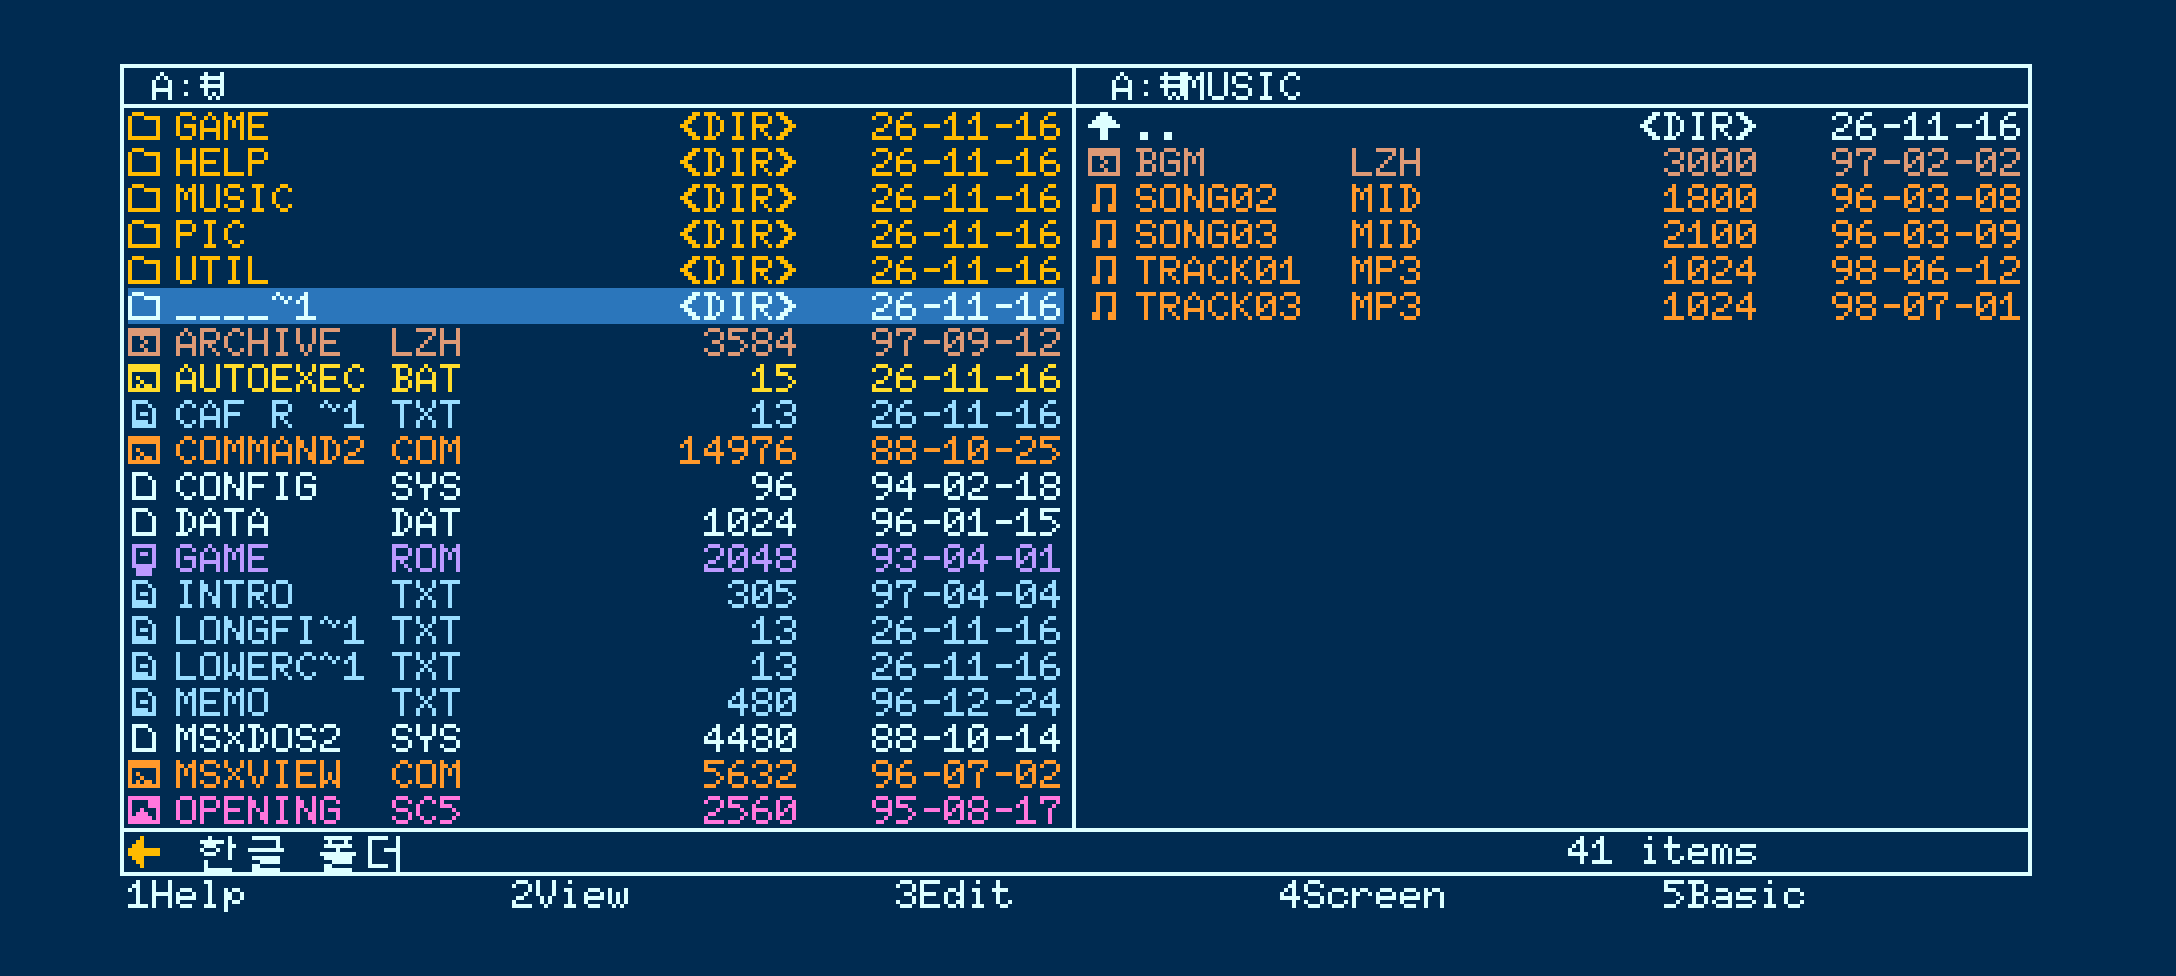 A:₩
GAME <DIR> 26-11-16
HELP <DIR> 26-11-16
MUSIC <DIR> 26-11-16
PIC <DIR> 26-11-16
UTIL <DIR> 26-11-16
____~1 <DIR> 26-11-16
ARCHIVE LZH 3584 97-09-12
AUTOEXEC BAT 15 26-11-16
CAF R ~1 TXT 13 26-11-16
COMMAND2 COM 14976 88-10-25
CONFIG SYS 96 94-02-18
DATA DAT 1024 96-01-15
GAME ROM 2048 93-04-01
INTRO TXT 305 97-04-04
LONGFI~1 TXT 13 26-11-16
LOWERC~1 TXT 13 26-11-16
MEMO TXT 480 96-12-24
MSXDOS2 SYS 4480 88-10-14
MSXVIEW COM 5632 96-07-02
OPENING SC5 2560 95-08-17
A:₩MUSIC
.. <DIR> 26-11-16
BGM LZH 3000 97-02-02
SONG02 MID 1800 96-03-08
SONG03 MID 2100 96-03-09
TRACK01 MP3 1024 98-06-12
TRACK03 MP3 1024 98-07-01
한글 폴더 41 items
1Help 2View 3Edit 4Screen 5Basic